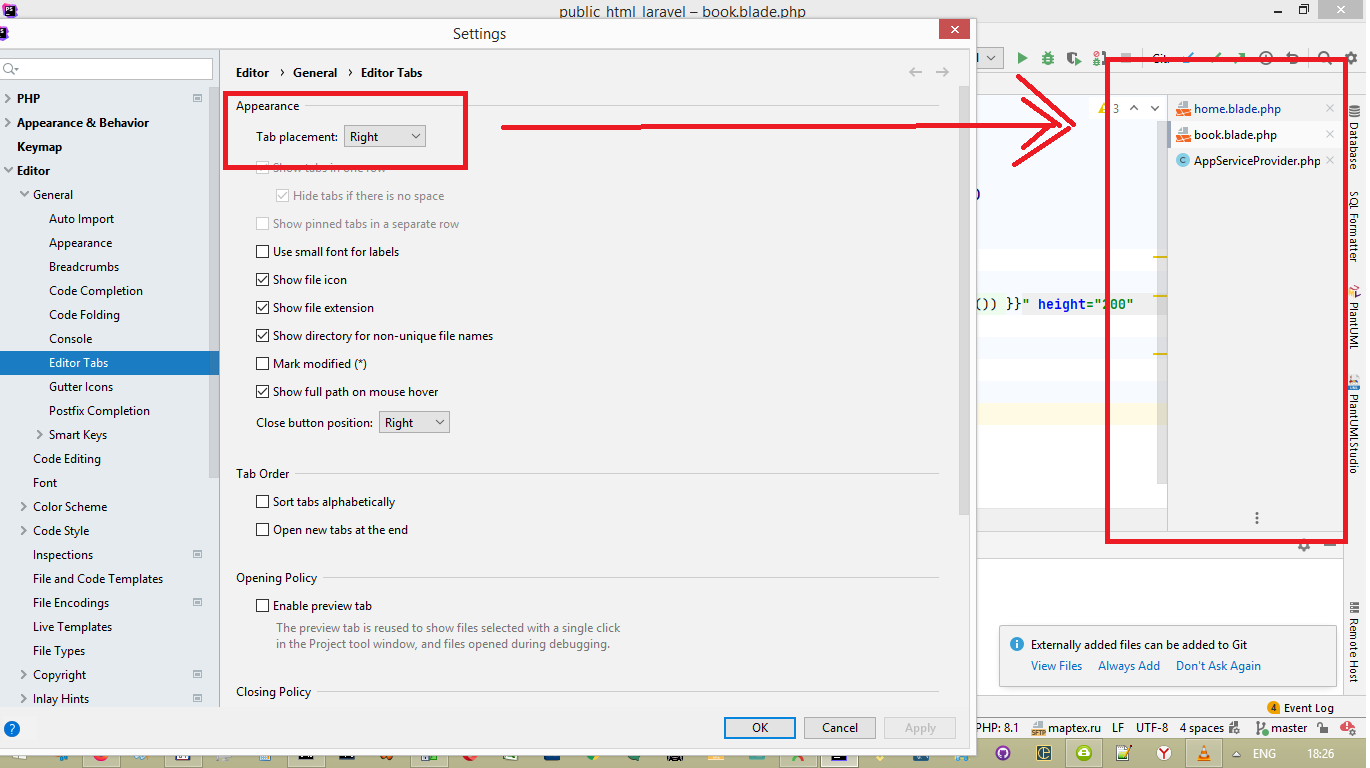 public_html_laravel – book.blade.php
Settings
Editor › General › Editor Tabs
PHP
Appearance & Behavior
Keymap
Editor
General
Auto Import
Appearance
Breadcrumbs
Code Completion
Code Folding
Console
Editor Tabs
Gutter Icons
Postfix Completion
Smart Keys
Code Editing
Font
Color Scheme
Code Style
Inspections
File and Code Templates
File Encodings
Live Templates
File Types
Copyright
Inlay Hints
Appearance
Tab placement: Right
Show tabs in one row
Hide tabs if there is no space
Show pinned tabs in a separate row
Use small font for labels
Show file icon
Show file extension
Show directory for non-unique file names
Mark modified (*)
Show full path on mouse hover
Close button position: Right
Tab Order
Sort tabs alphabetically
Open new tabs at the end
Opening Policy
Enable preview tab
The preview tab is reused to show files selected with a single click
in the Project tool window, and files opened during debugging.
Closing Policy
OK Cancel Apply
Git:
3
home.blade.php
book.blade.php
AppServiceProvider.php
)
()) }}" height="200"
Database
SQL Formatter
PlantUML
PlantUMLStudio
Remote Host
Externally added files can be added to Git
View Files Always Add Don't Ask Again
4 Event Log
PHP: 8.1 maptex.ru LF UTF-8 4 spaces master
ENG 18:26